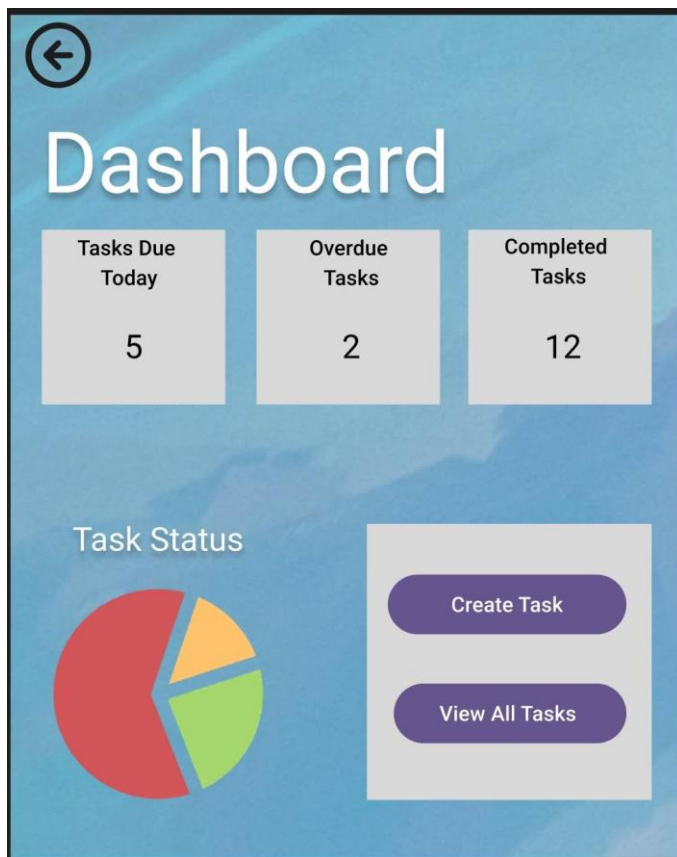 Dashboard
Tasks Due
Today
5
Overdue
Tasks
2
Completed
Tasks
12
Task Status
Create Task
View All Tasks